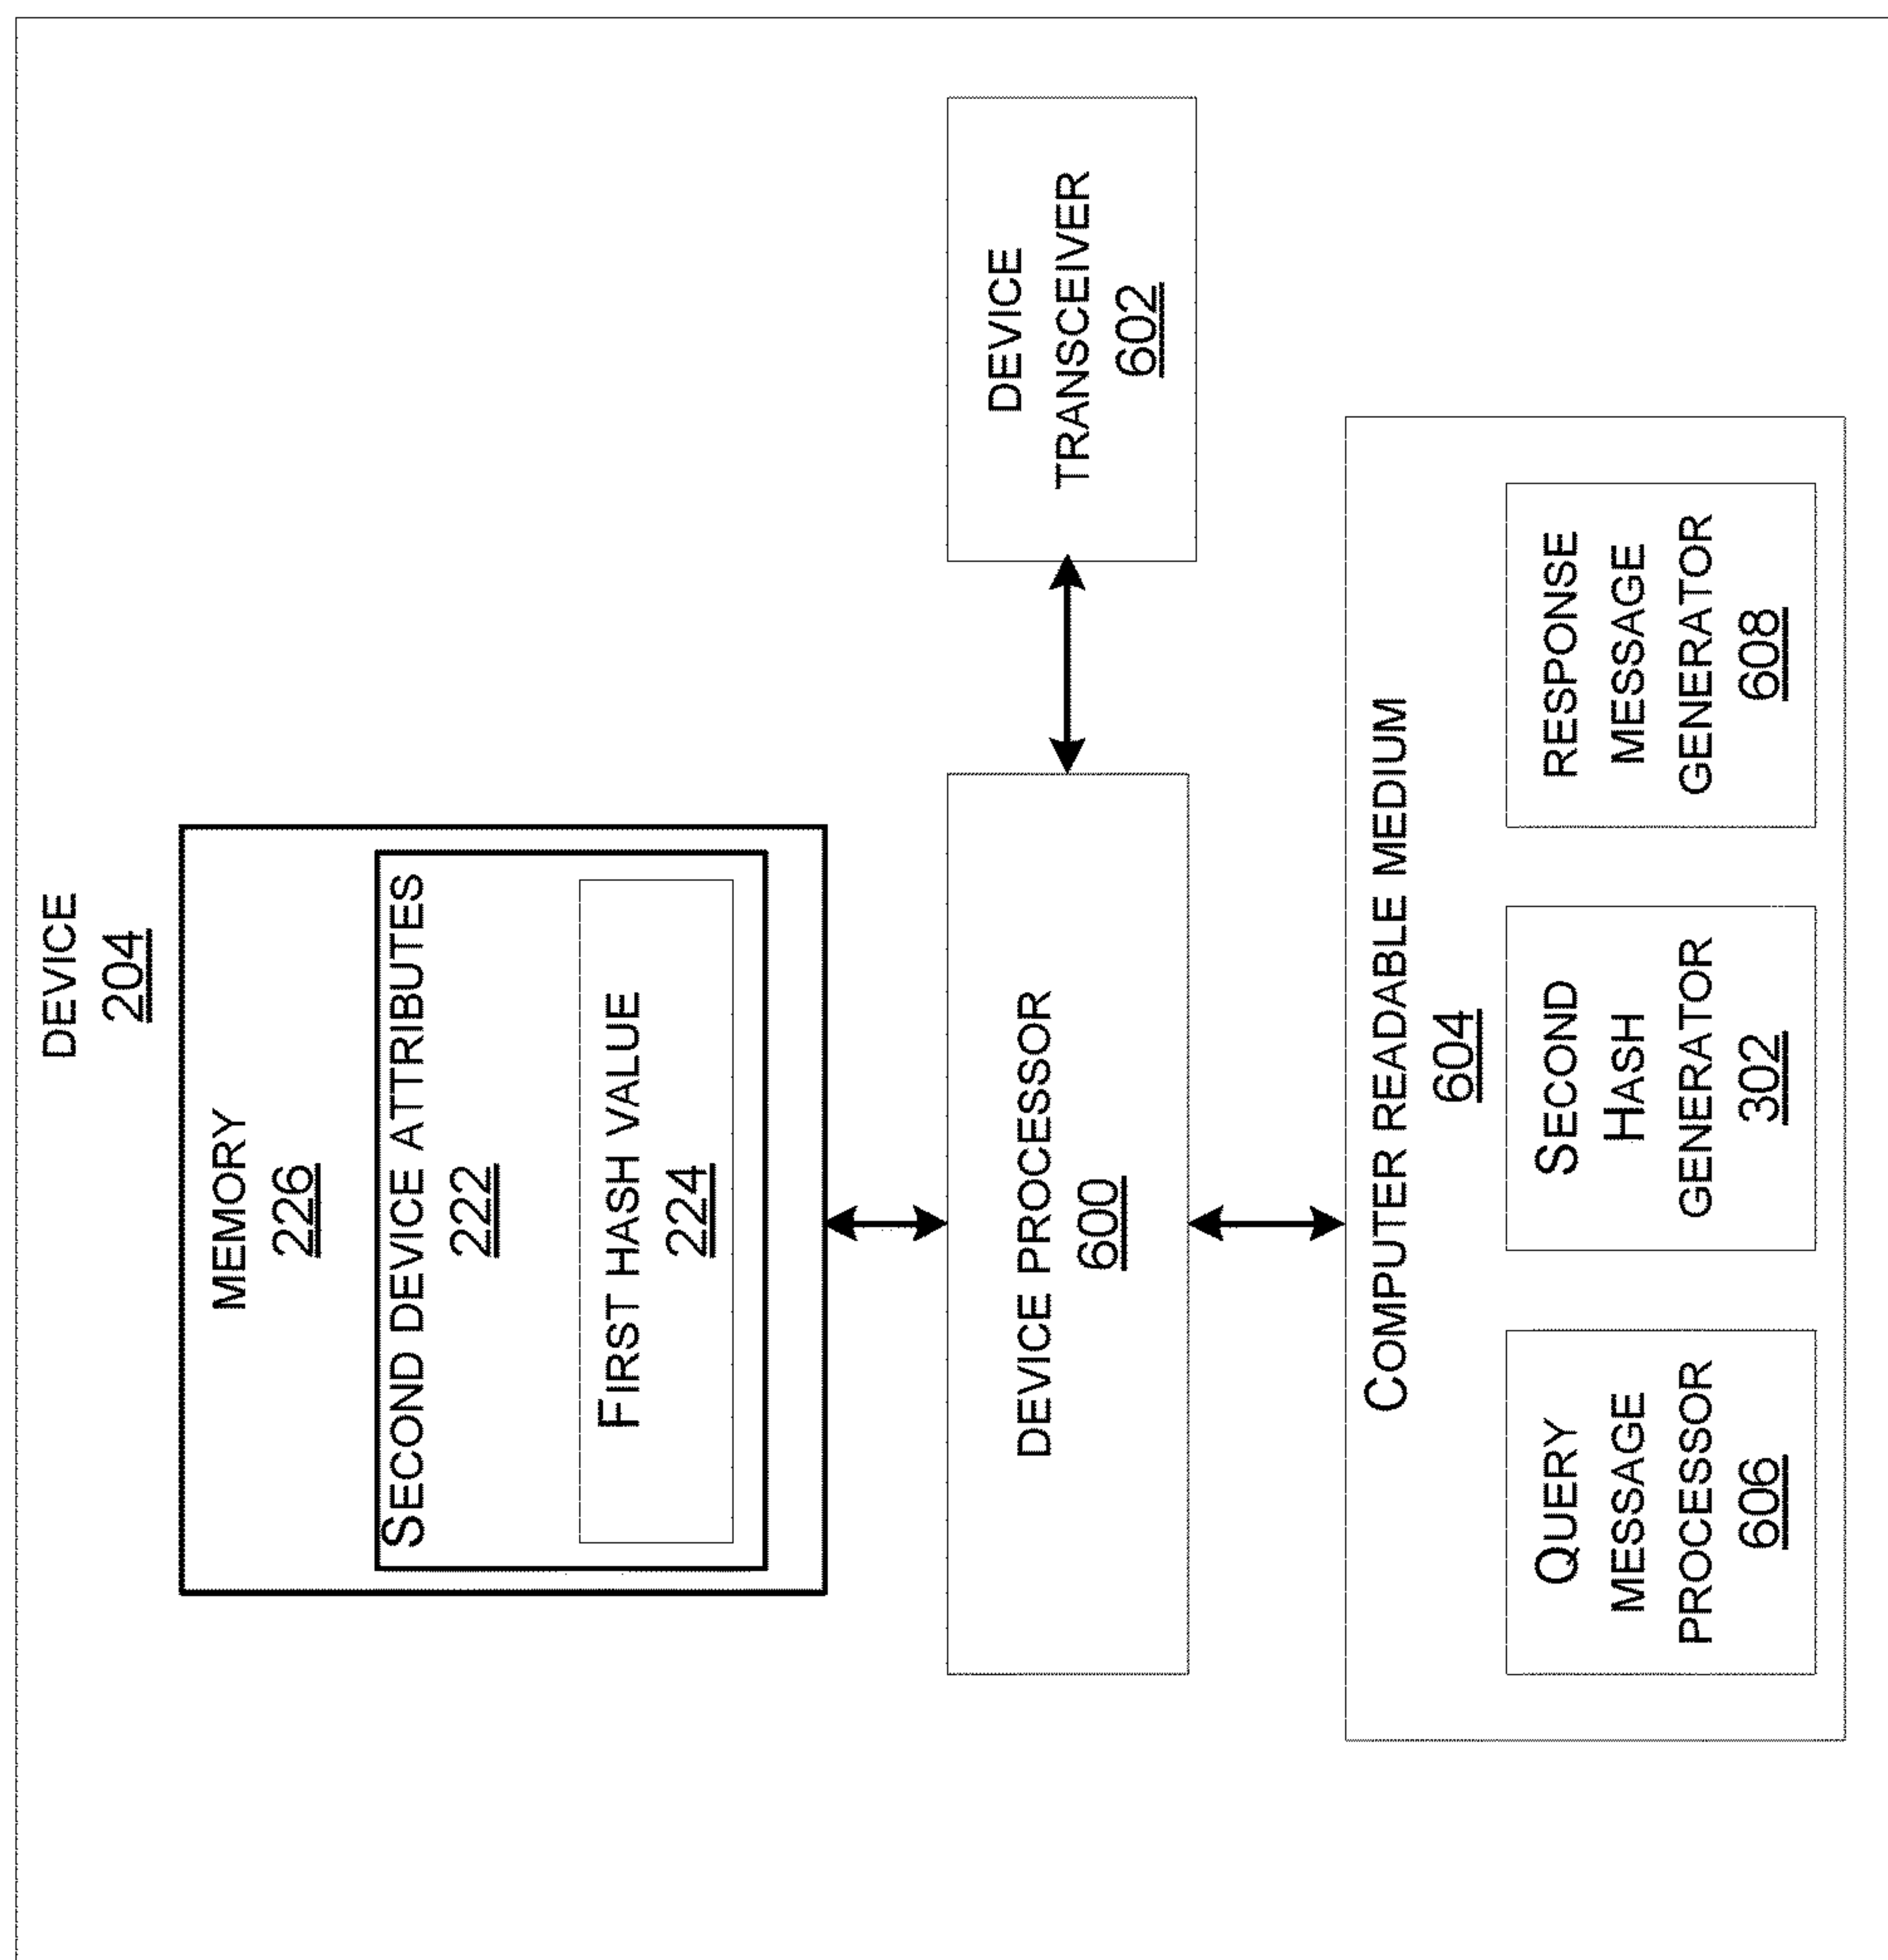 DEVICE
204
MEMORY
226
SECOND DEVICE ATTRIBUTES
222
FIRST HASH VALUE
224
DEVICE PROCESSOR
600
DEVICE
TRANSCEIVER
602
COMPUTER READABLE MEDIUM
604
QUERY
MESSAGE
PROCESSOR
606
SECOND
HASH
GENERATOR
302
RESPONSE
MESSAGE
GENERATOR
608